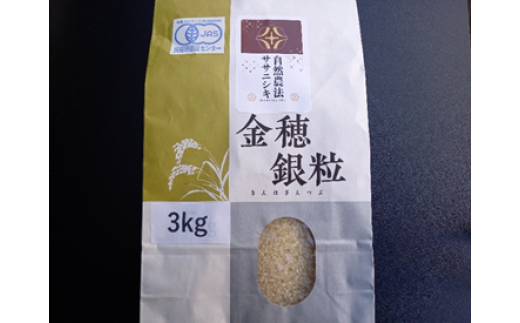 JAS
自然農法
ササニシキ
金穂
銀粒
きんほぎんつぶ
3kg